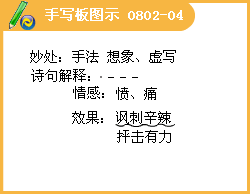 手写板图示 0802-04
妙处：手法 想象、虚写
诗句解释：- - - -
情感：愤、痛
效果：讽刺辛辣
抨击有力